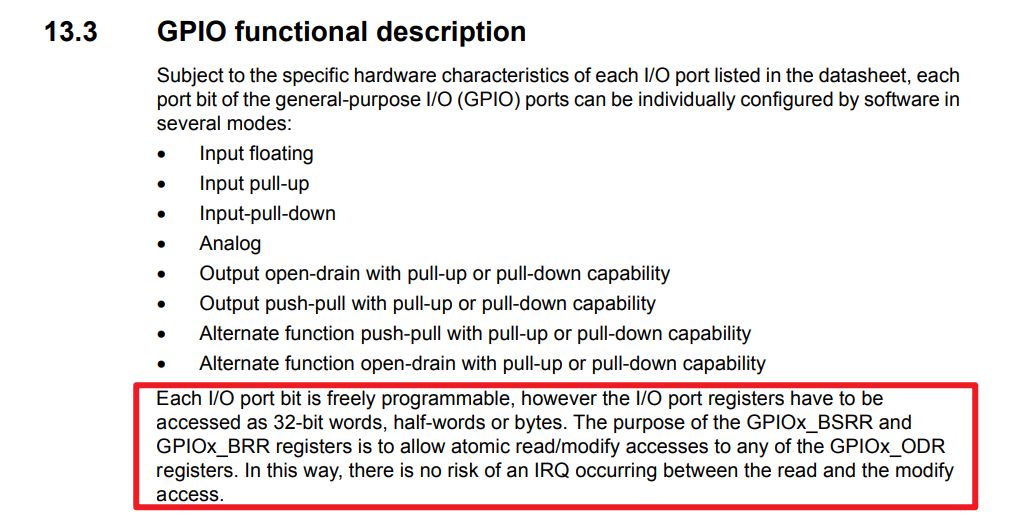 13.3 GPIO functional description
Subject to the specific hardware characteristics of each I/O port listed in the datasheet, each
port bit of the general-purpose I/O (GPIO) ports can be individually configured by software in
several modes:
• Input floating
• Input pull-up
• Input-pull-down
• Analog
• Output open-drain with pull-up or pull-down capability
• Output push-pull with pull-up or pull-down capability
• Alternate function push-pull with pull-up or pull-down capability
• Alternate function open-drain with pull-up or pull-down capability
Each I/O port bit is freely programmable, however the I/O port registers have to be
accessed as 32-bit words, half-words or bytes. The purpose of the GPIOx_BSRR and
GPIOx_BRR registers is to allow atomic read/modify accesses to any of the GPIOx_ODR
registers. In this way, there is no risk of an IRQ occurring between the read and the modify
access.